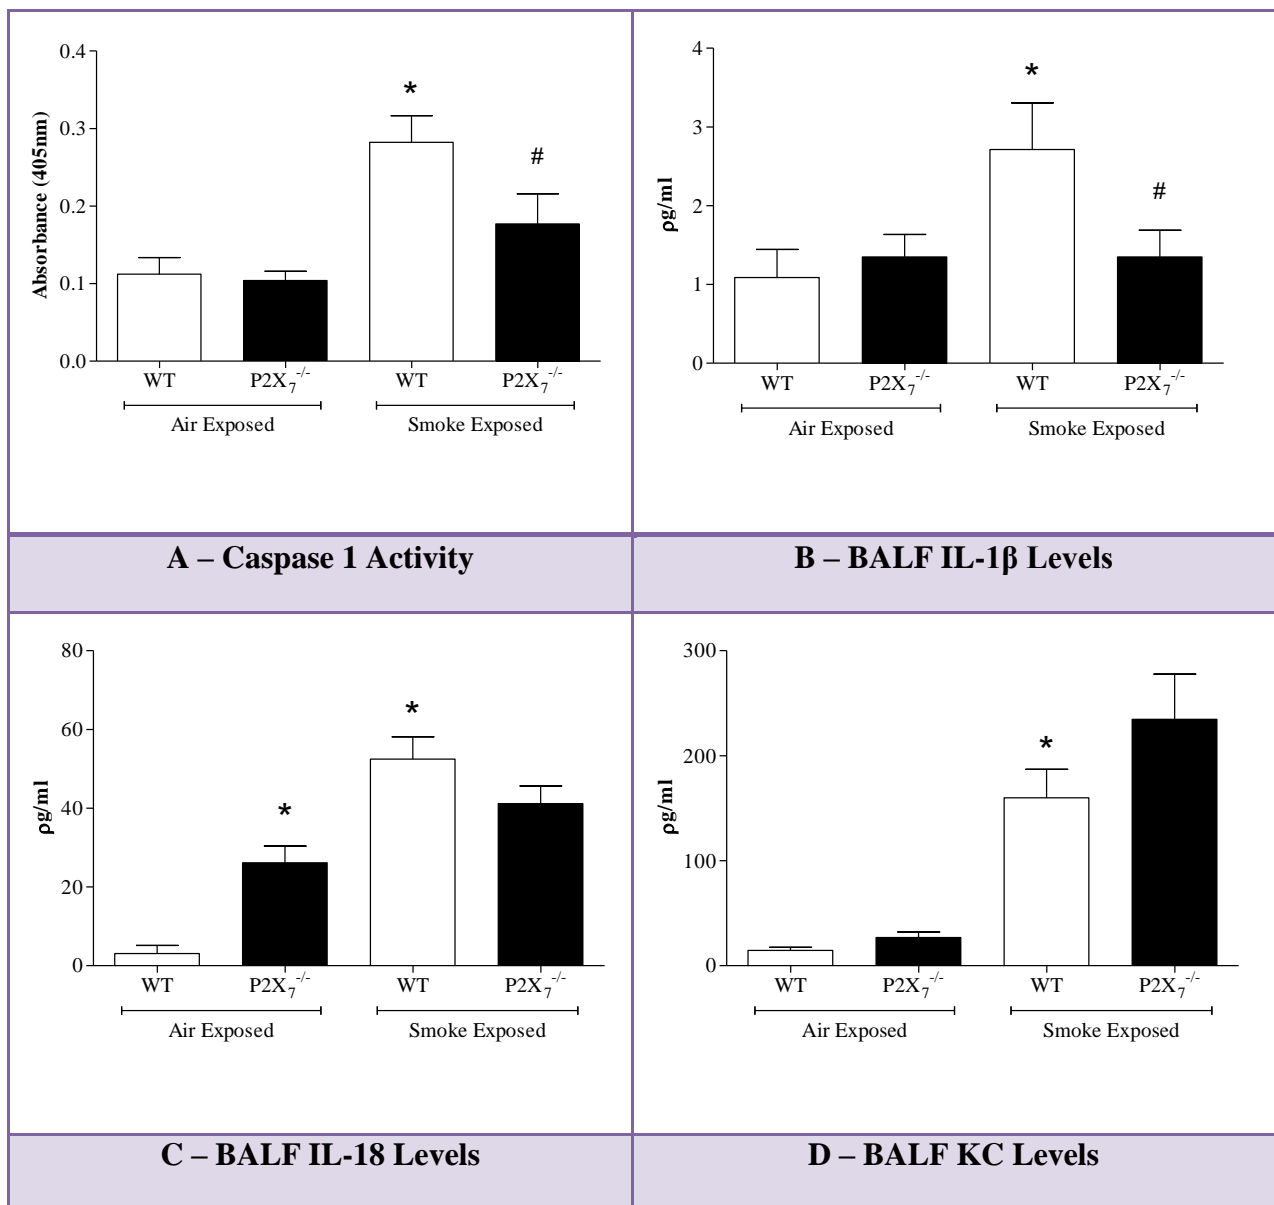 0.4
0.3
0.2
0.1
0.0
Absorbance (405nm)
*
#
WT P2X7-/- WT P2X7-/-
Air Exposed Smoke Exposed
4
3
2
1
0
ρg/ml
*
#
WT P2X7-/- WT P2X7-/-
Air Exposed Smoke Exposed
A – Caspase 1 Activity
B – BALF IL-1β Levels
80
60
40
20
0
ρg/ml
*
*
WT P2X7-/- WT P2X7-/-
Air Exposed Smoke Exposed
300
200
100
0
ρg/ml
*
WT P2X7-/- WT P2X7-/-
Air Exposed Smoke Exposed
C – BALF IL-18 Levels
D – BALF KC Levels